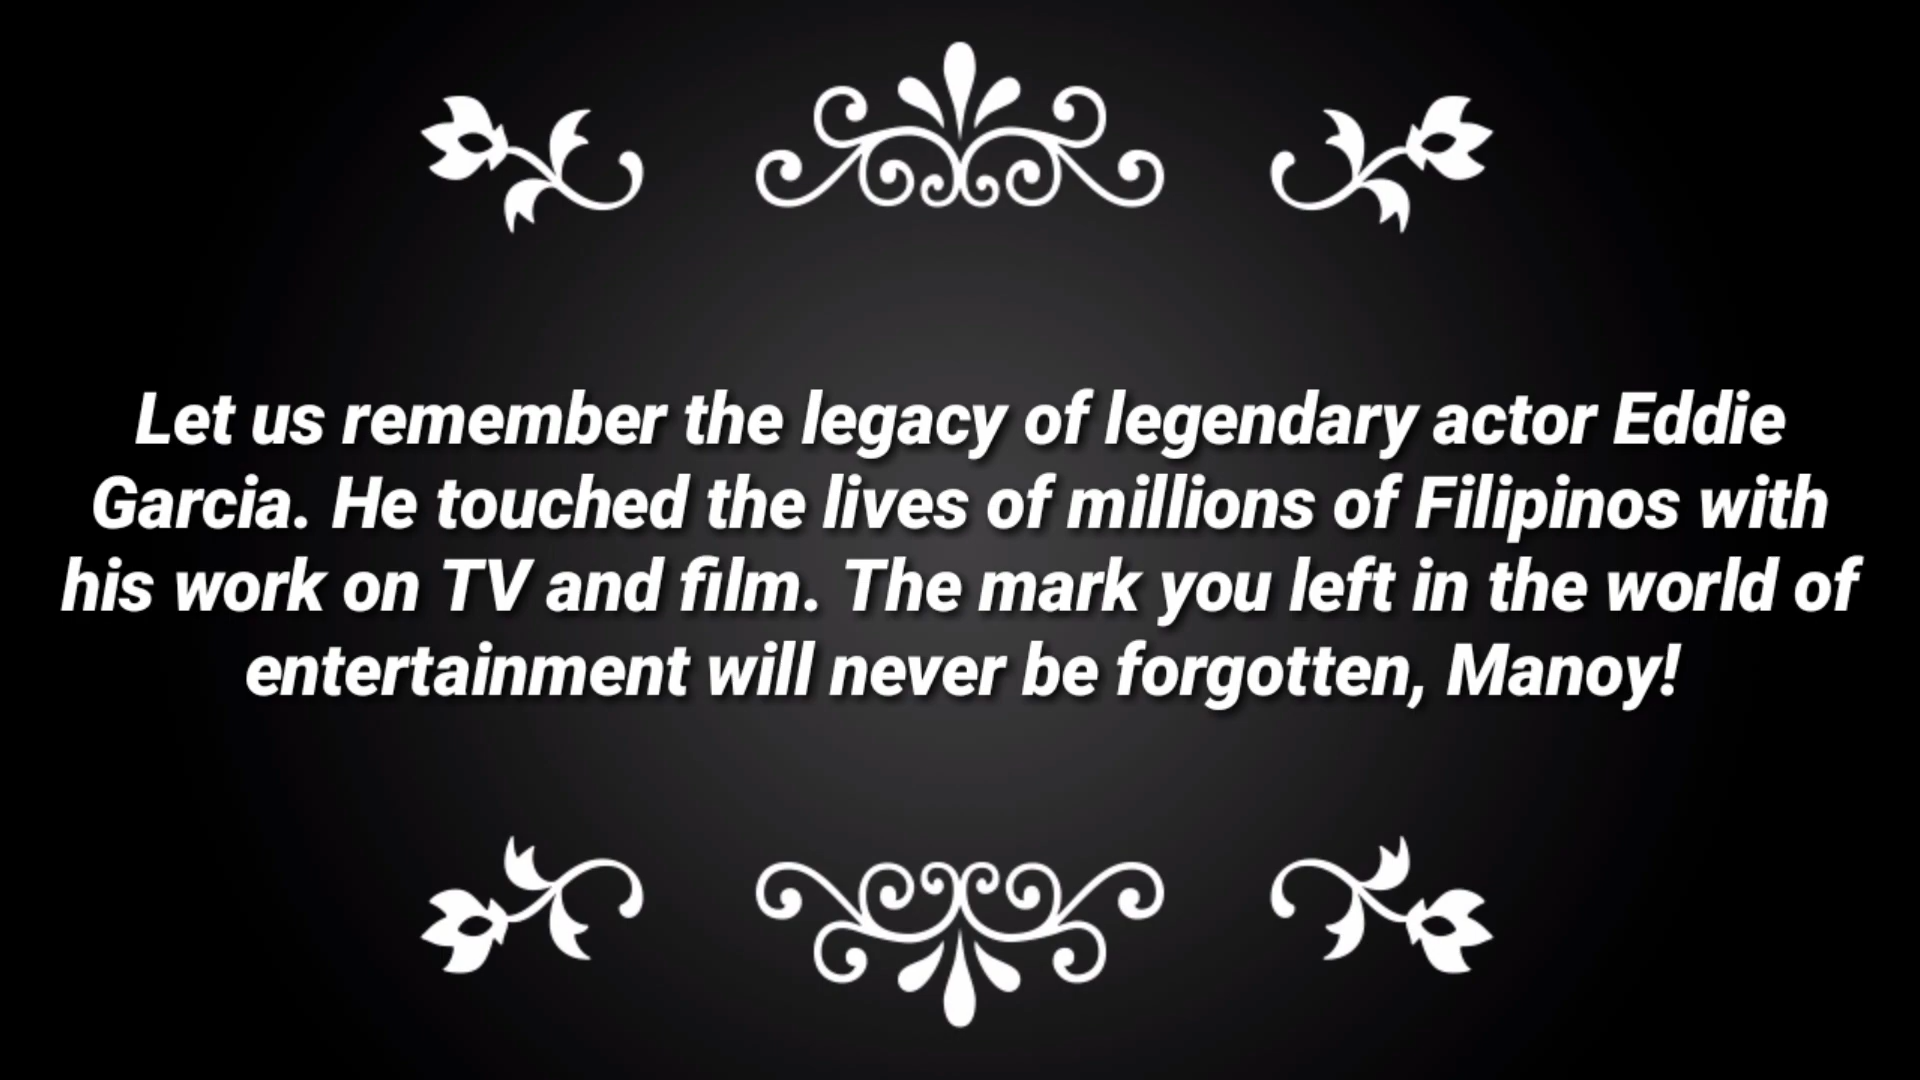 Let us remember the legacy of legendary actor Eddie
Garcia. He touched the lives of millions of Filipinos with
his work on TV and film. The mark you left in the world of
entertainment will never be forgotten, Manoy!